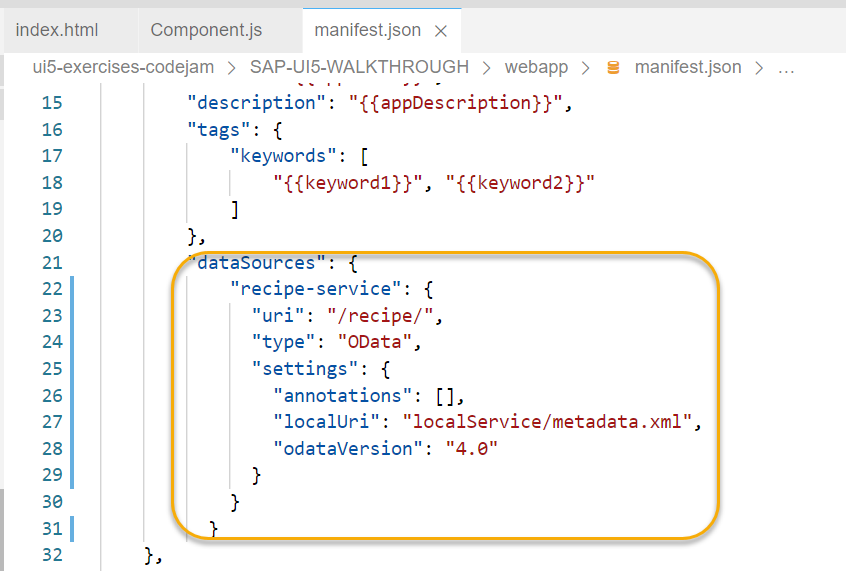 index.html Component.js manifest.json ×
ui5-exercises-codejam > SAP-UI5-WALKTHROUGH > webapp > manifest.json > ...
15 "description": "{{appDescription}}",
16 "tags": {
17 "keywords": [
18 "{{keyword1}}", "{{keyword2}}"
19 ]
20 },
21 "dataSources": {
22 "recipe-service": {
23 "uri": "/recipe/",
24 "type": "OData",
25 "settings": {
26 "annotations": [],
27 "localUri": "localService/metadata.xml",
28 "odataVersion": "4.0"
29 }
30 }
31 }
32 },